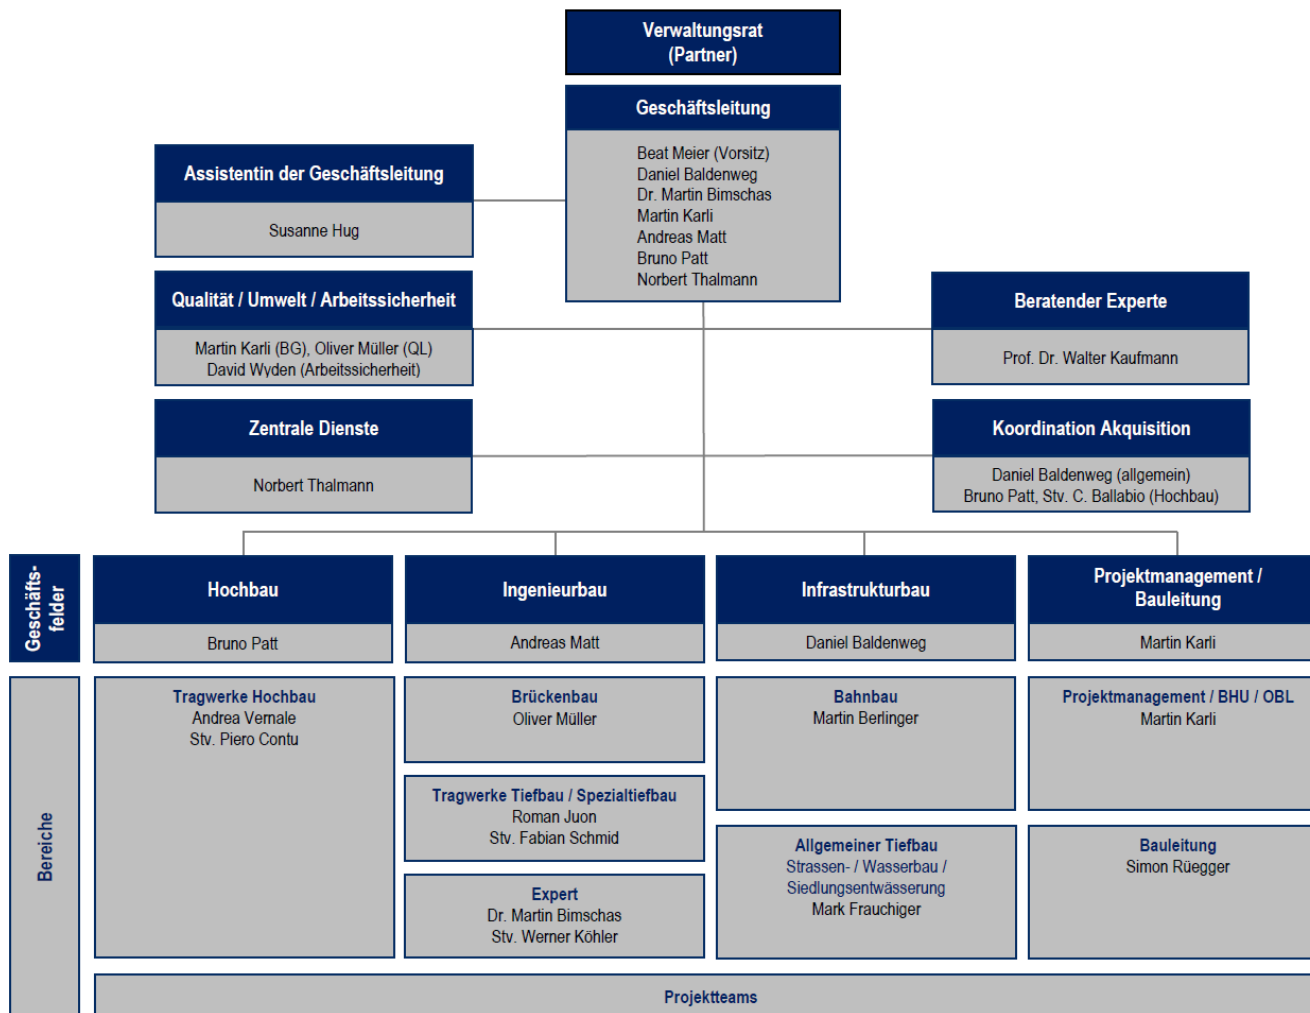 Verwaltungsrat
(Partner)
Geschäftsleitung
Beat Meier (Vorsitz)
Daniel Baldenweg
Dr. Martin Bimschas
Martin Karli
Andreas Matt
Bruno Patt
Norbert Thalmann
Assistentin der Geschäftsleitung
Susanne Hug
Qualität / Umwelt / Arbeitssicherheit
Martin Karli (BG), Oliver Müller (QL)
David Wyden (Arbeitssicherheit)
Beratender Experte
Prof. Dr. Walter Kaufmann
Zentrale Dienste
Norbert Thalmann
Koordination Akquisition
Daniel Baldenweg (allgemein)
Bruno Patt, Stv. C. Ballabio (Hochbau)
Geschäfts-
felder
Hochbau
Bruno Patt
Ingenieurbau
Andreas Matt
Infrastrukturbau
Daniel Baldenweg
Projektmanagement /
Bauleitung
Martin Karli
Bereiche
Tragwerke Hochbau
Andrea Vernale
Stv. Piero Contu
Brückenbau
Oliver Müller
Tragwerke Tiefbau / Spezialtiefbau
Roman Juon
Stv. Fabian Schmid
Expert
Dr. Martin Bimschas
Stv. Werner Köhler
Bahnbau
Martin Berlinger
Allgemeiner Tiefbau
Strassen- / Wasserbau /
Siedlungsentwässerung
Mark Frauchiger
Projektmanagement / BHU / OBL
Martin Karli
Bauleitung
Simon Rüegger
Projektteams